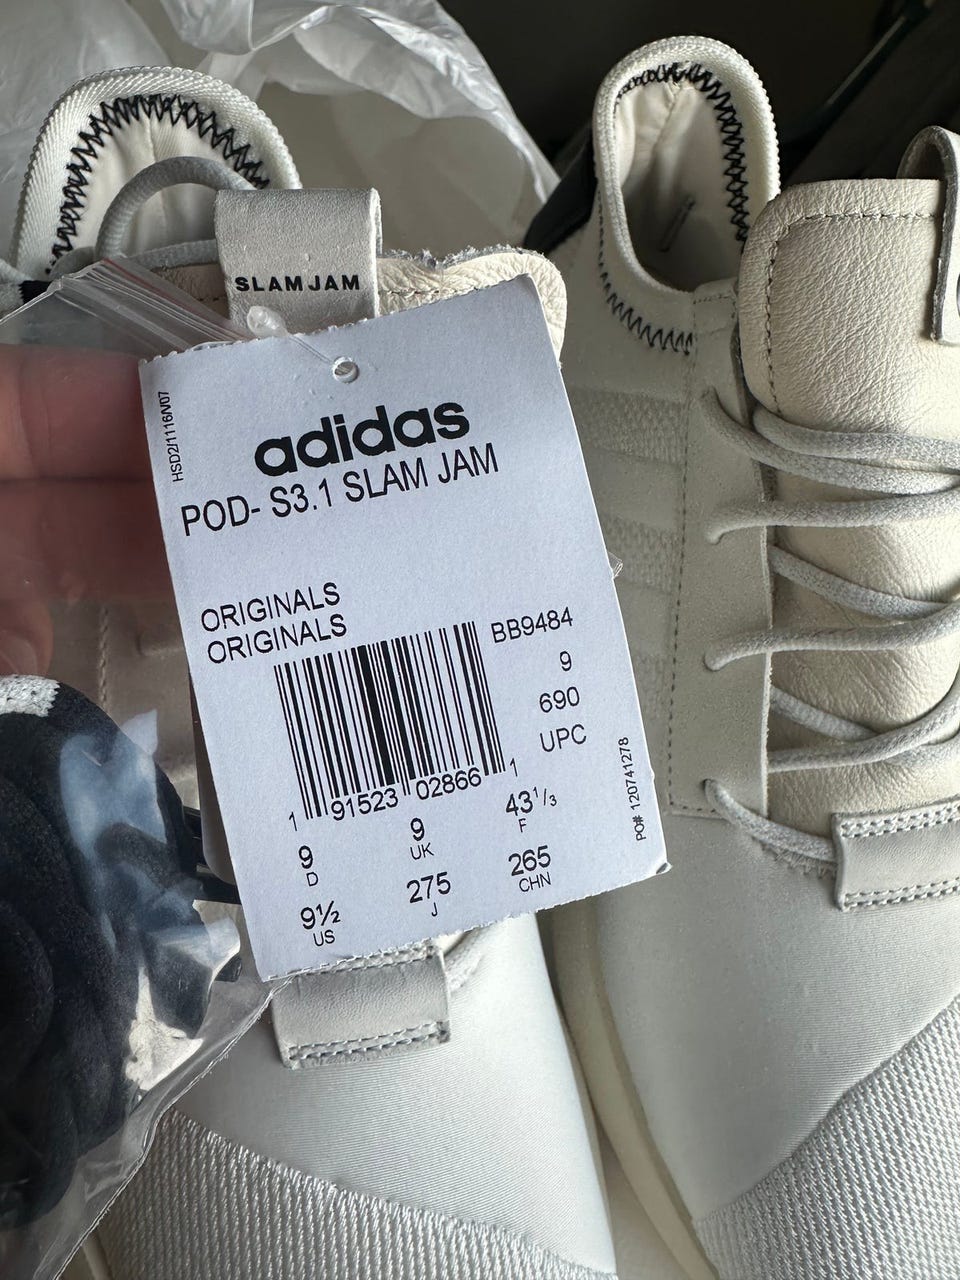 SLAM JAM
HSD2/1116/V07
adidas
POD- S3.1 SLAM JAM
ORIGINALS
ORIGINALS
BB9484
9
690
UPC
1 91523 02866 1
9
D
9
UK
43 1/3
F
9½
US
275
J
265
CHN
PO# 120741278